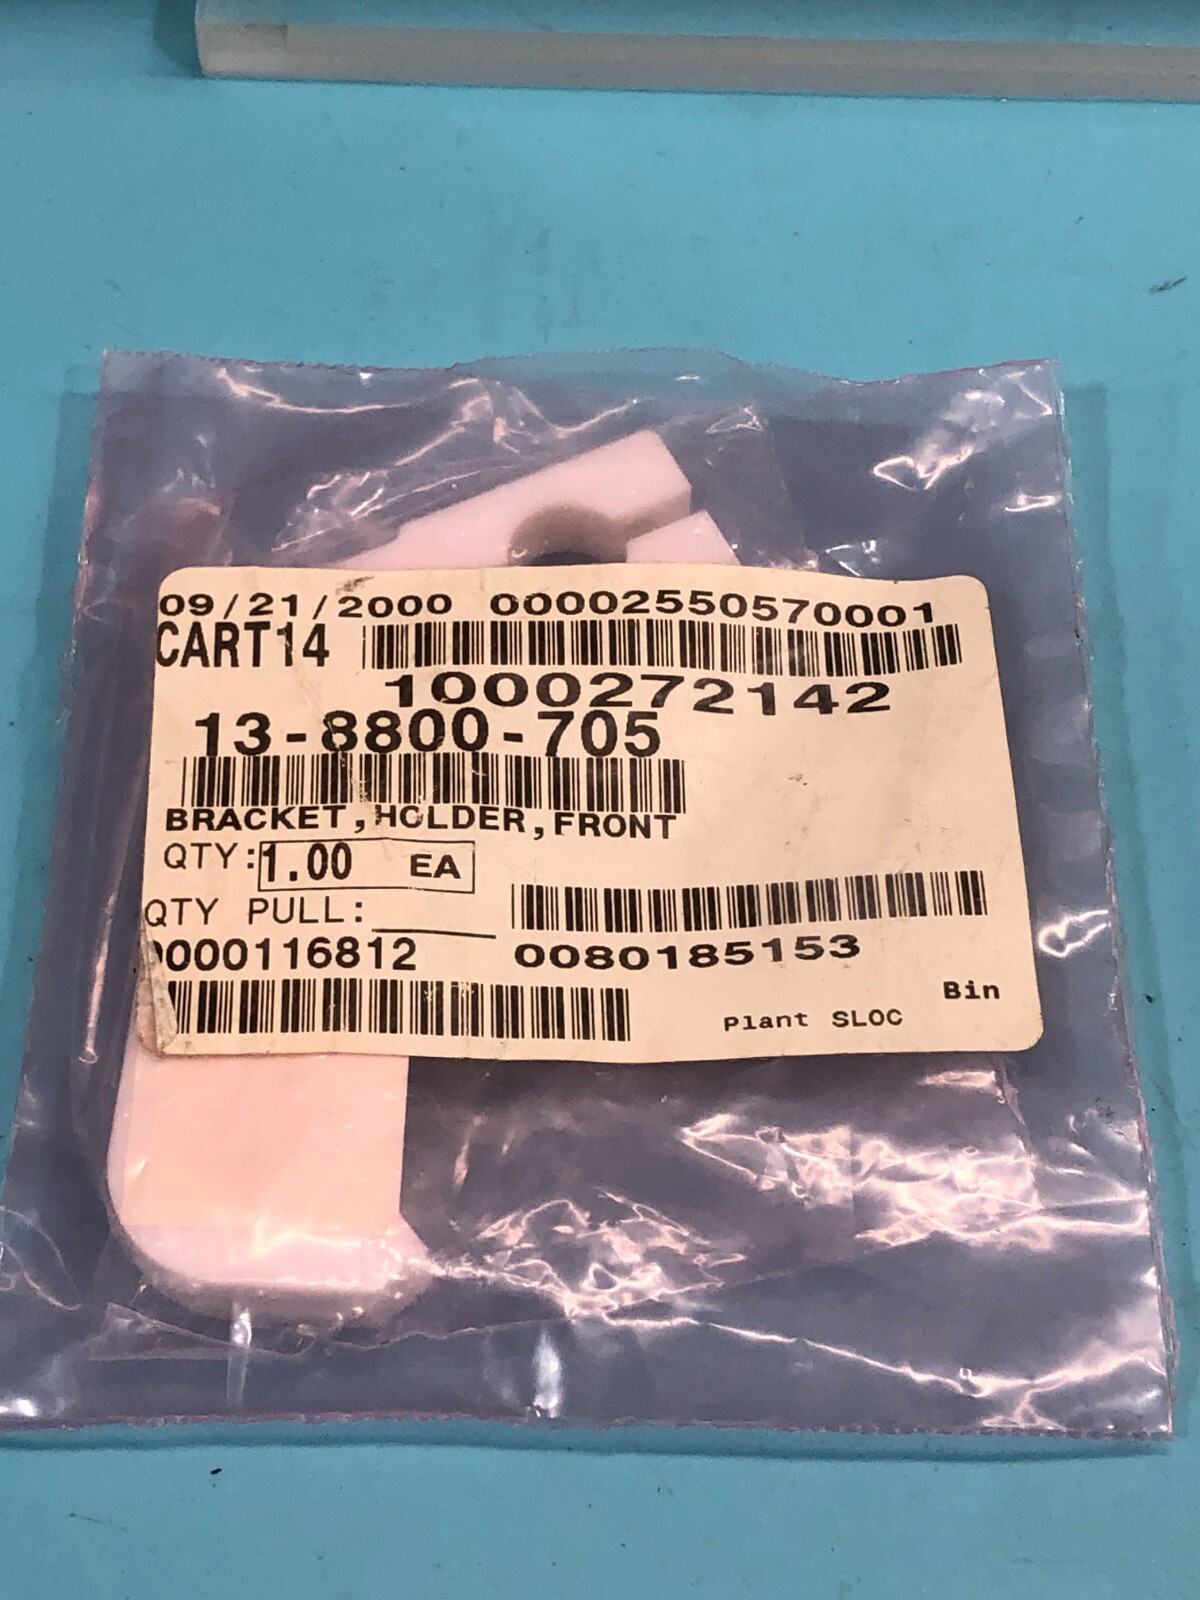 09/21/2000 00002550570001
CART14
1000272142
13-8800-705
BRACKET,HOLDER,FRONT
QTY:1.00 EA
QTY PULL:
0000116812 0080185153
Bin
Plant SLOC